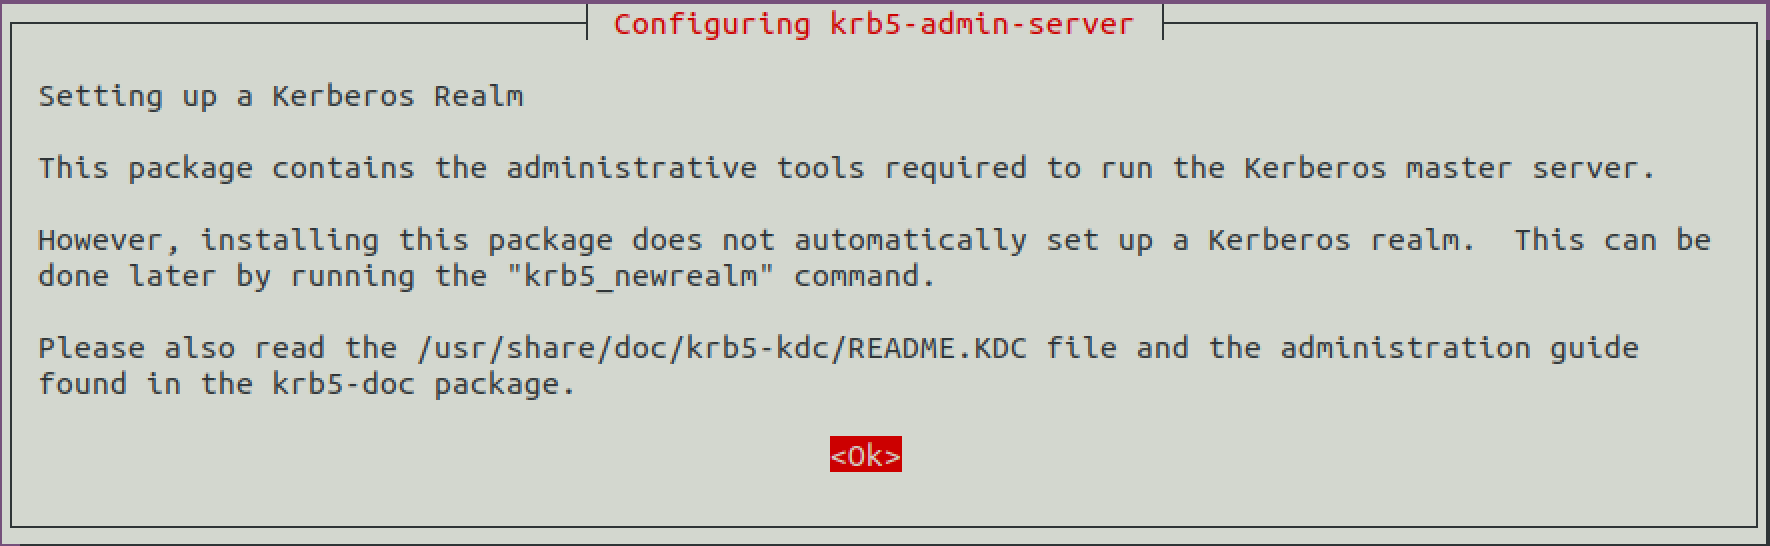 Configuring krb5-admin-server
Setting up a Kerberos Realm
This package contains the administrative tools required to run the Kerberos master server.
However, installing this package does not automatically set up a Kerberos realm.  This can be
done later by running the "krb5_newrealm" command.
Please also read the /usr/share/doc/krb5-kdc/README.KDC file and the administration guide
found in the krb5-doc package.
<Ok>